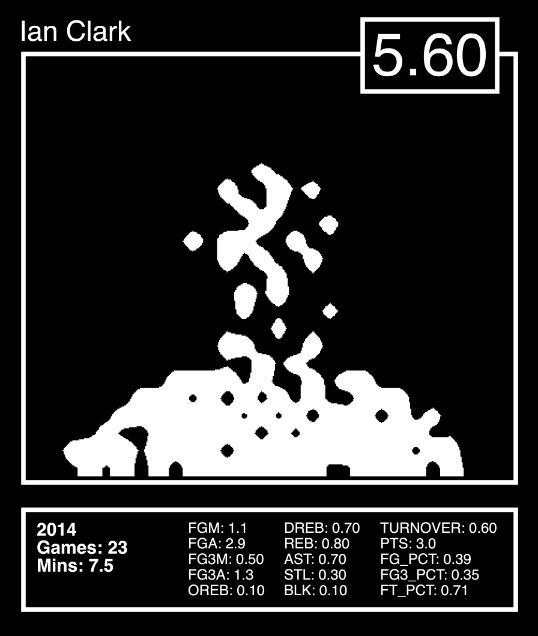 Ian Clark
5.60
2014
Games: 23
Mins: 7.5
FGM: 1.1
FGA: 2.9
FG3M: 0.50
FG3A: 1.3
OREB: 0.10
DREB: 0.70
REB: 0.80
AST: 0.70
STL: 0.30
BLK: 0.10
TURNOVER: 0.60
PTS: 3.0
FG_PCT: 0.39
FG3_PCT: 0.35
FT_PCT: 0.71